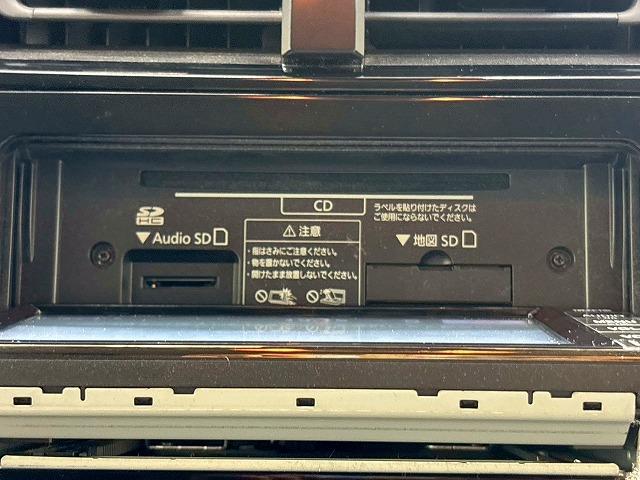 CD
ラベルを貼り付けたディスクは
ご使用にならないでください。
SD
HC
▼Audio SD
⚠注意
・指はさみにご注意ください。
・物を置かないでください。
・開けたまま放置しないでください。
▼地図 SD